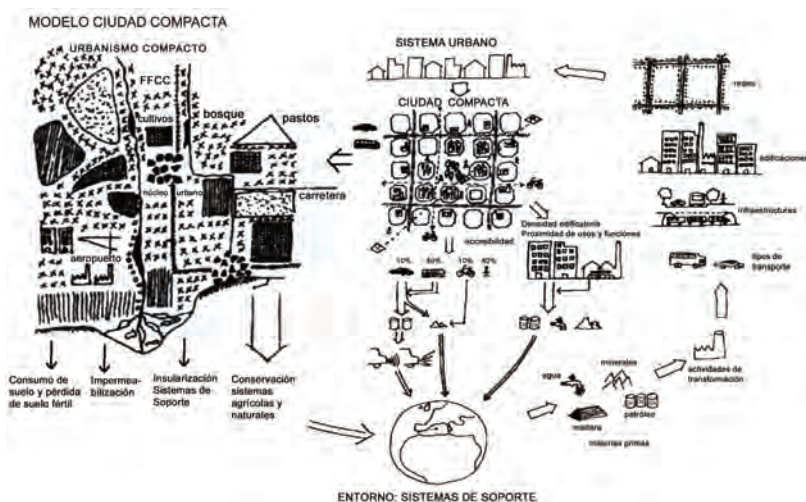 MODELO CIUDAD COMPACTA
URBANISMO COMPACTO
FFCC
cultivos
bosque
pastos
núcleo urbano
carretera
aeropuerto
Consumo de
suelo y pérdida
de suelo fértil
Impermea-
bilización
Insularización
Sistemas de
Soporte
Conservación
sistemas
agrícolas y
naturales
SISTEMA URBANO
CIUDAD COMPACTA
accesibilidad
Densidad edificatoria
Proximidad de usos y funciones
10%
10%
40%
edificaciones
infraestructuras
tipos de
transporte
actividades de
transformación
agua
minerales
petróleo
madera
materias primas
ENTORNO: SISTEMAS DE SOPORTE.